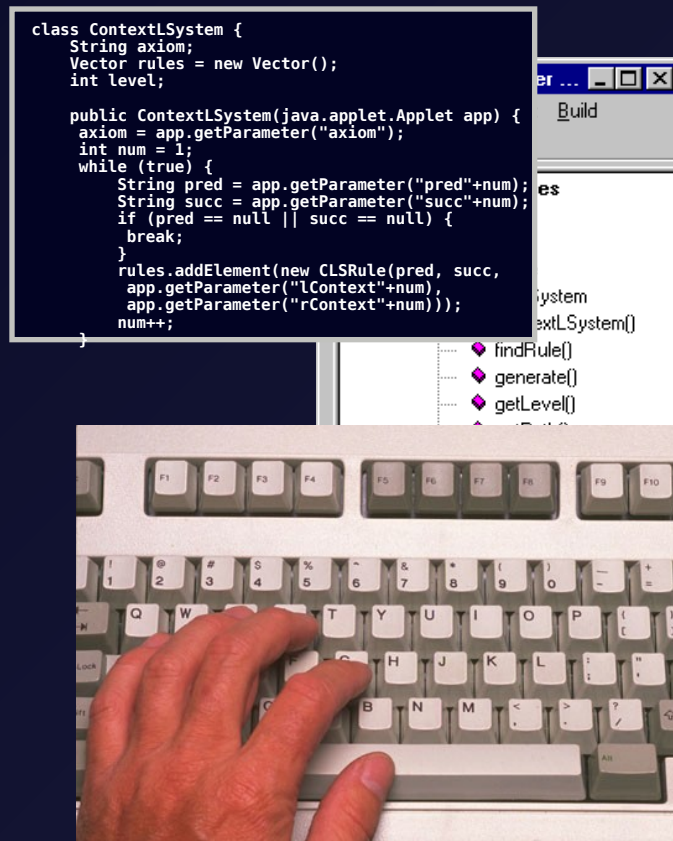 class ContextLSystem {
    String axiom;
    Vector rules = new Vector();
    int level;
    public ContextLSystem(java.applet.Applet app) {
     axiom = app.getParameter("axiom");
     int num = 1;
     while (true) {
         String pred = app.getParameter("pred"+num);
         String succ = app.getParameter("succ"+num);
         if (pred == null || succ == null) {
          break;
         }
         rules.addElement(new CLSRule(pred, succ,
          app.getParameter("lContext"+num),
          app.getParameter("rContext"+num)));
         num++;
     }
er ...
Build
es
ystem
extLSystem()
findRule()
generate()
getLevel()
F1 F2 F3 F4 F5 F6 F7 F8 F9 F10
! @ # $ % ^ & * ( ) _ +
1 2 3 4 5 6 7 8 9 0 - =
Q W T Y U I O P { [
Lock H J K L : ; " '
B N M < , > . ? /
Alt